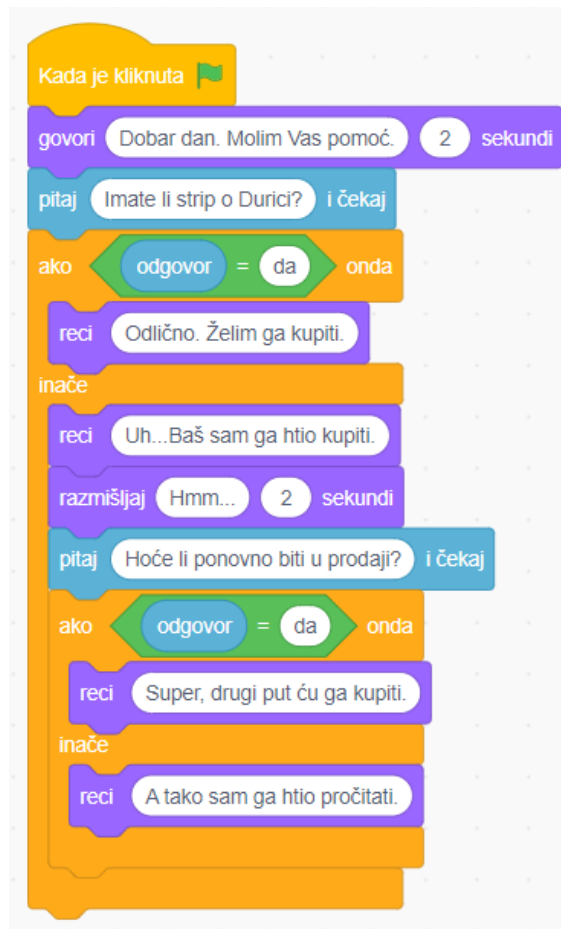 Kada je kliknuta
govori Dobar dan. Molim Vas pomoć. 2 sekundi
pitaj Imate li strip o Durici? i čekaj
ako odgovor = da onda
reci Odlično. Želim ga kupiti.
inače
reci Uh...Baš sam ga htio kupiti.
razmišljaj Hmm... 2 sekundi
pitaj Hoće li ponovno biti u prodaji? i čekaj
ako odgovor = da onda
reci Super, drugi put ću ga kupiti.
inače
reci A tako sam ga htio pročitati.